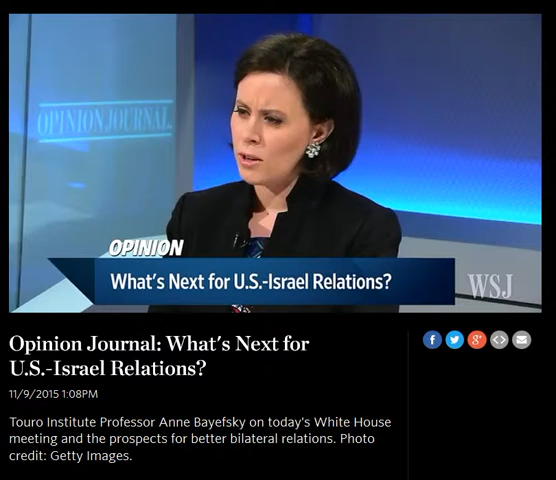 OPINION JOURNAL
OPINION
What's Next for U.S.-Israel Relations?
WSJ
Opinion Journal: What's Next for
U.S.-Israel Relations?
11/9/2015 1:08PM
Touro Institute Professor Anne Bayefsky on today's White House
meeting and the prospects for better bilateral relations. Photo
credit: Getty Images.
f
g+
<>